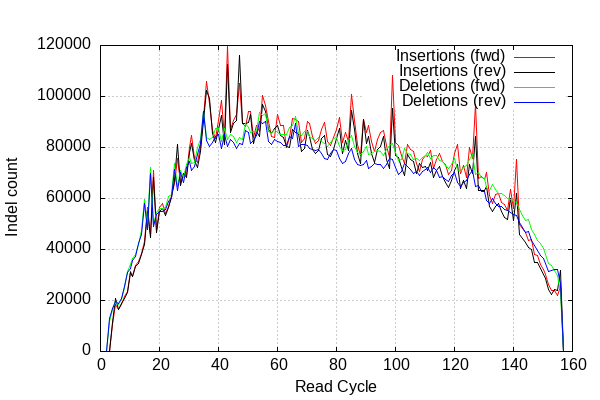 120000
100000
80000
60000
40000
20000
0
Indel count
Insertions (fwd)
Insertions (rev)
Deletions (fwd)
Deletions (rev)
0 20 40 60 80 100 120 140 160
Read Cycle